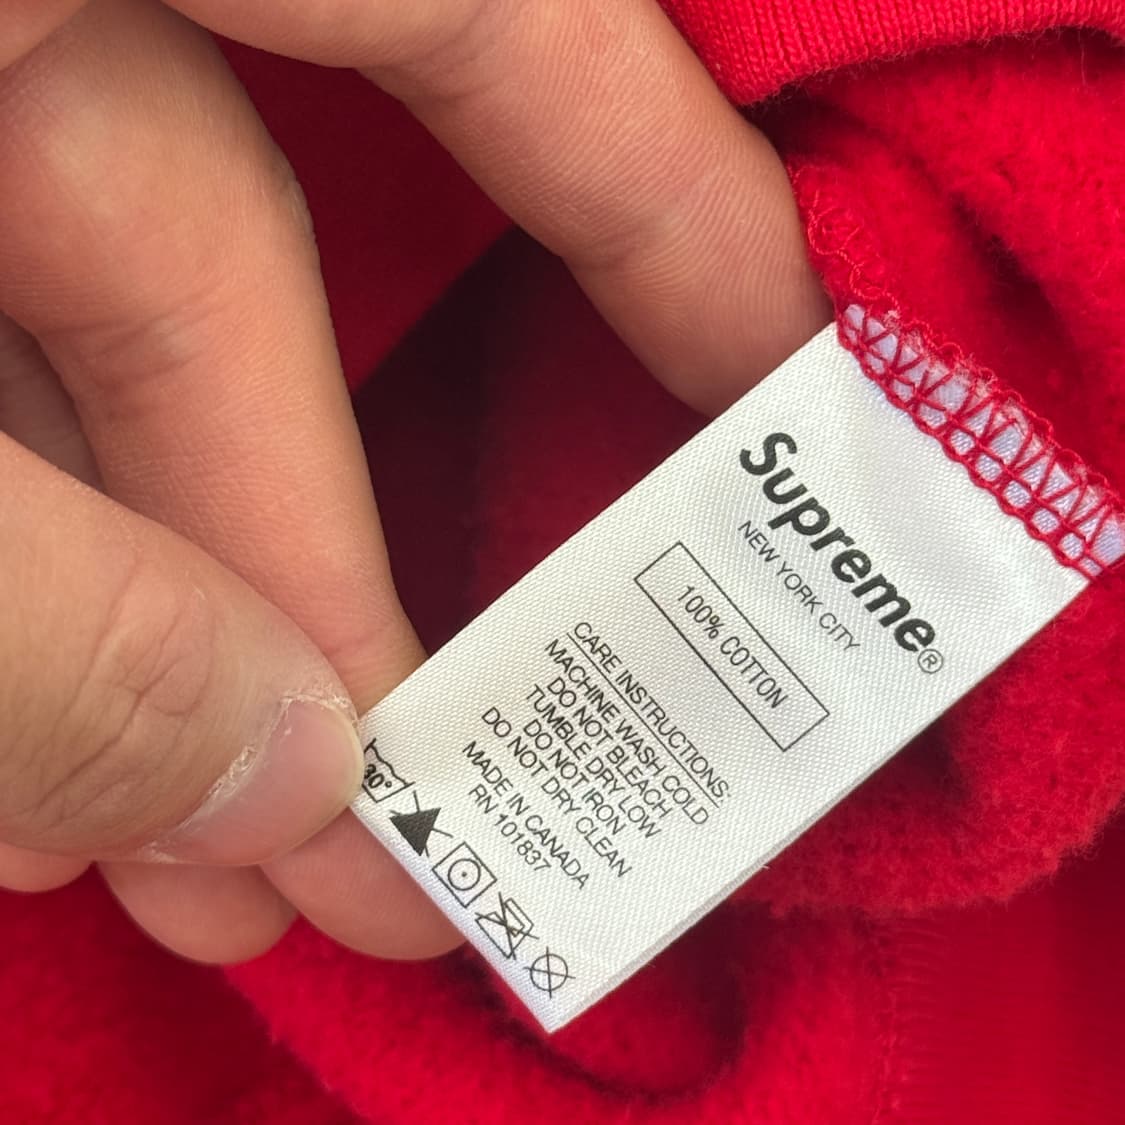 Supreme®
NEW YORK CITY
100% COTTON
CARE INSTRUCTIONS:
MACHINE WASH COLD
DO NOT BLEACH
TUMBLE DRY LOW
DO NOT IRON
DO NOT DRY CLEAN
MADE IN CANADA
RN 101837
30°